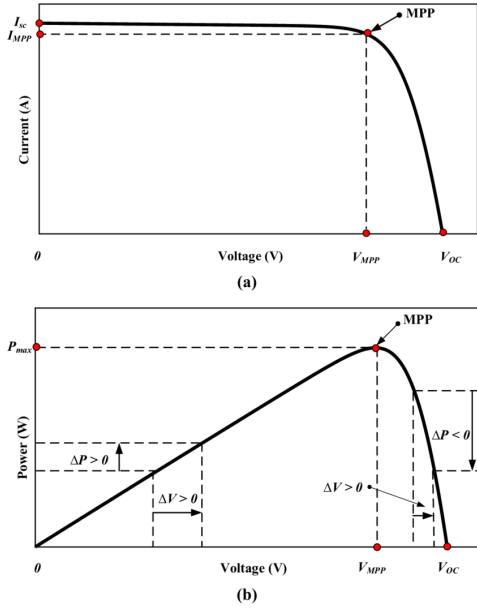 I_sc
MPP
I_MPP
Current (A)
0
Voltage (V)
V_MPP
V_OC
(a)
MPP
P_max
Power (W)
ΔP > 0
ΔP < 0
ΔV > 0
ΔV > 0
0
Voltage (V)
V_MPP
V_OC
(b)